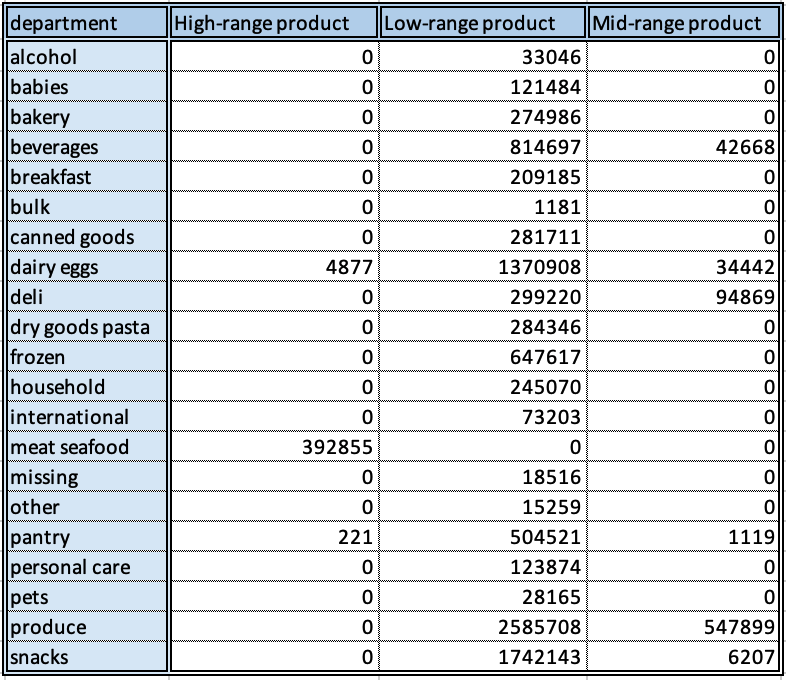 department High-range product Low-range product Mid-range product
alcohol 0 33046 0
babies 0 121484 0
bakery 0 274986 0
beverages 0 814697 42668
breakfast 0 209185 0
bulk 0 1181 0
canned goods 0 281711 0
dairy eggs 4877 1370908 34442
deli 0 299220 94869
dry goods pasta 0 284346 0
frozen 0 647617 0
household 0 245070 0
international 0 73203 0
meat seafood 392855 0 0
missing 0 18516 0
other 0 15259 0
pantry 221 504521 1119
personal care 0 123874 0
pets 0 28165 0
produce 0 2585708 547899
snacks 0 1742143 6207